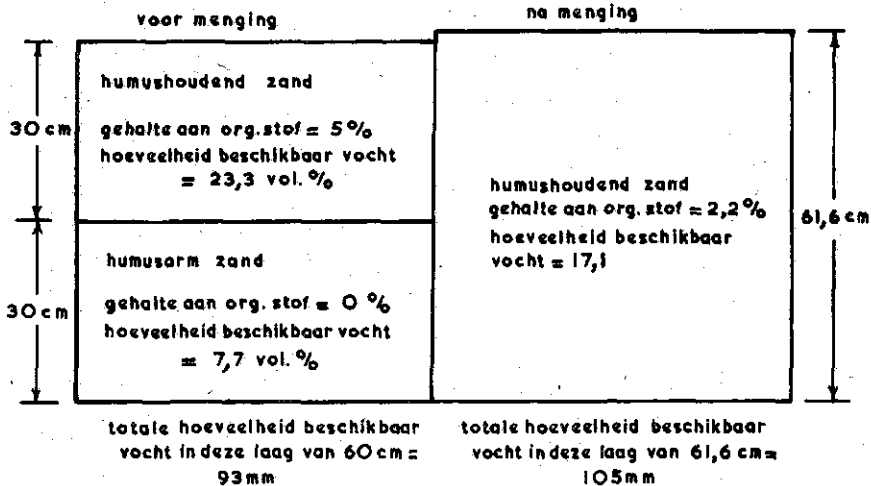 voor menging
na menging
30 cm
humushoudend zand
gehalte aan org. stof = 5%
hoeveelheid beschikbaar vocht
= 23,3 vol. %
30 cm
humusarm zand
gehalte aan org. stof = 0 %
hoeveelheid beschikbaar vocht
= 7,7 vol. %
humushoudend zand
gehalte aan org. stof = 2,2%
hoeveelheid beschikbaar
vocht = 17,1
61,6 cm
totale hoeveelheid beschikbaar
vocht in deze laag van 60 cm =
93 mm
totale hoeveelheid beschikbaar
vocht in deze laag van 61,6 cm =
105 mm